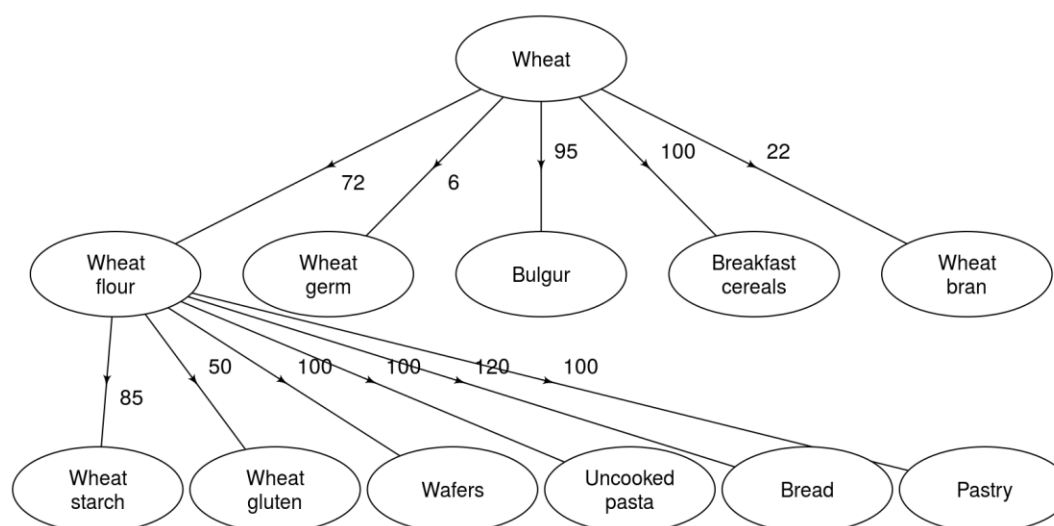 Wheat
95
100
22
72
6
Wheat
flour
Wheat
germ
Bulgur
Breakfast
cereals
Wheat
bran
50
100
100
120
100
85
Wheat
starch
Wheat
gluten
Wafers
Uncooked
pasta
Bread
Pastry